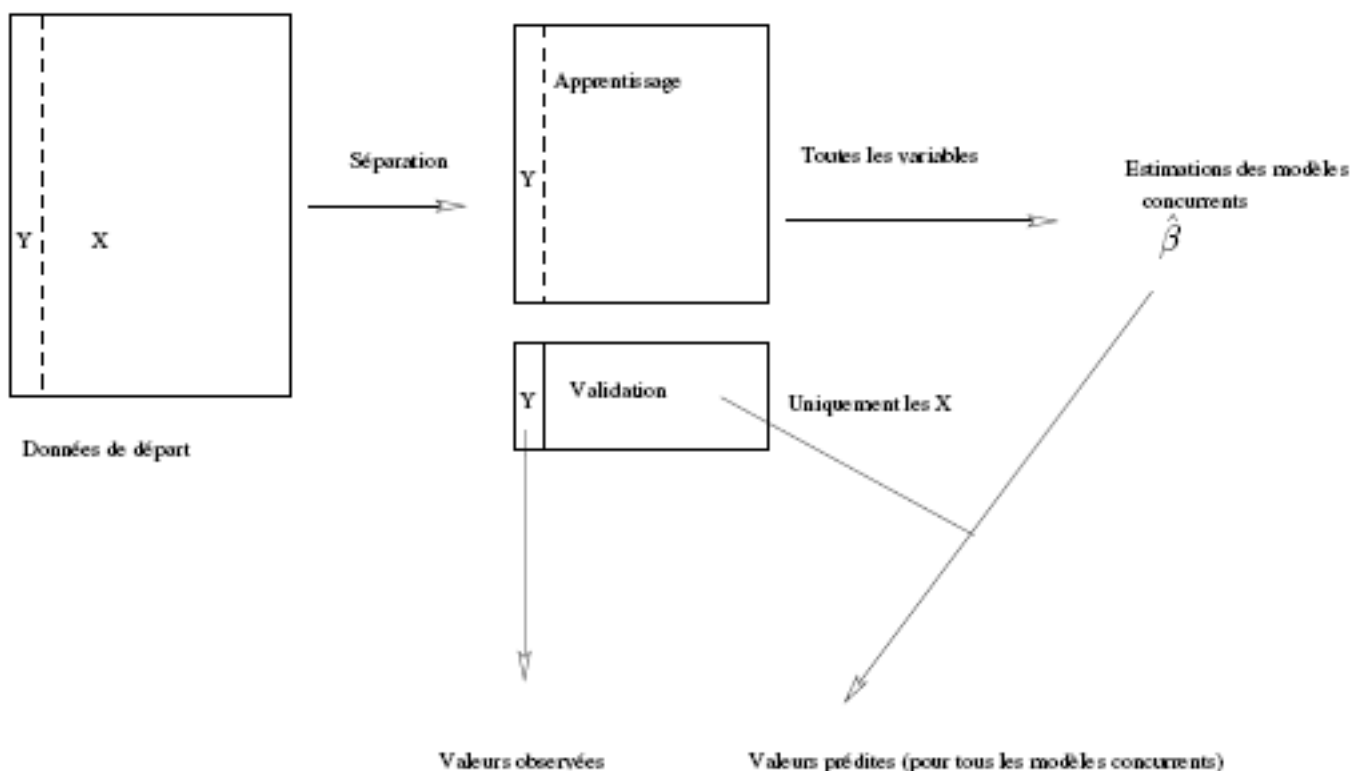 Y
X
Données de départ
Séparation
Apprentissage
Y
Y
Validation
Toutes les variables
Uniquement les X
Estimations des modèles
concurrents
β̂
Valeurs observées
Valeurs prédites (pour tous les modèles concurrents)